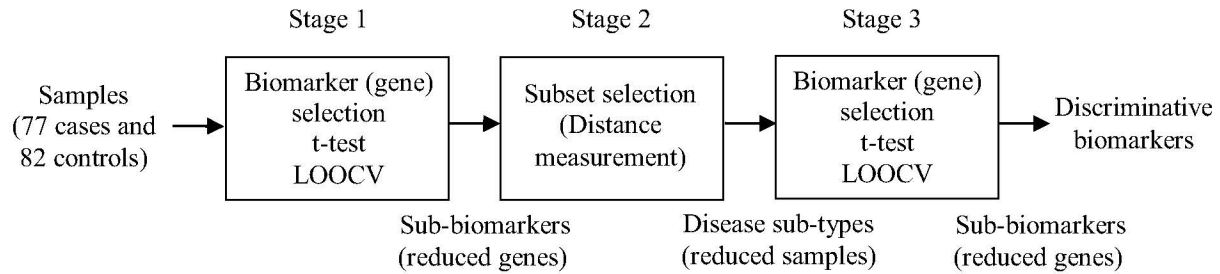 Stage 1
Stage 2
Stage 3
Samples
(77 cases and
82 controls)
Biomarker (gene)
selection
t-test
LOOCV
Subset selection
(Distance
measurement)
Biomarker (gene)
selection
t-test
LOOCV
Discriminative
biomarkers
Sub-biomarkers
(reduced genes)
Disease sub-types
(reduced samples)
Sub-biomarkers
(reduced genes)